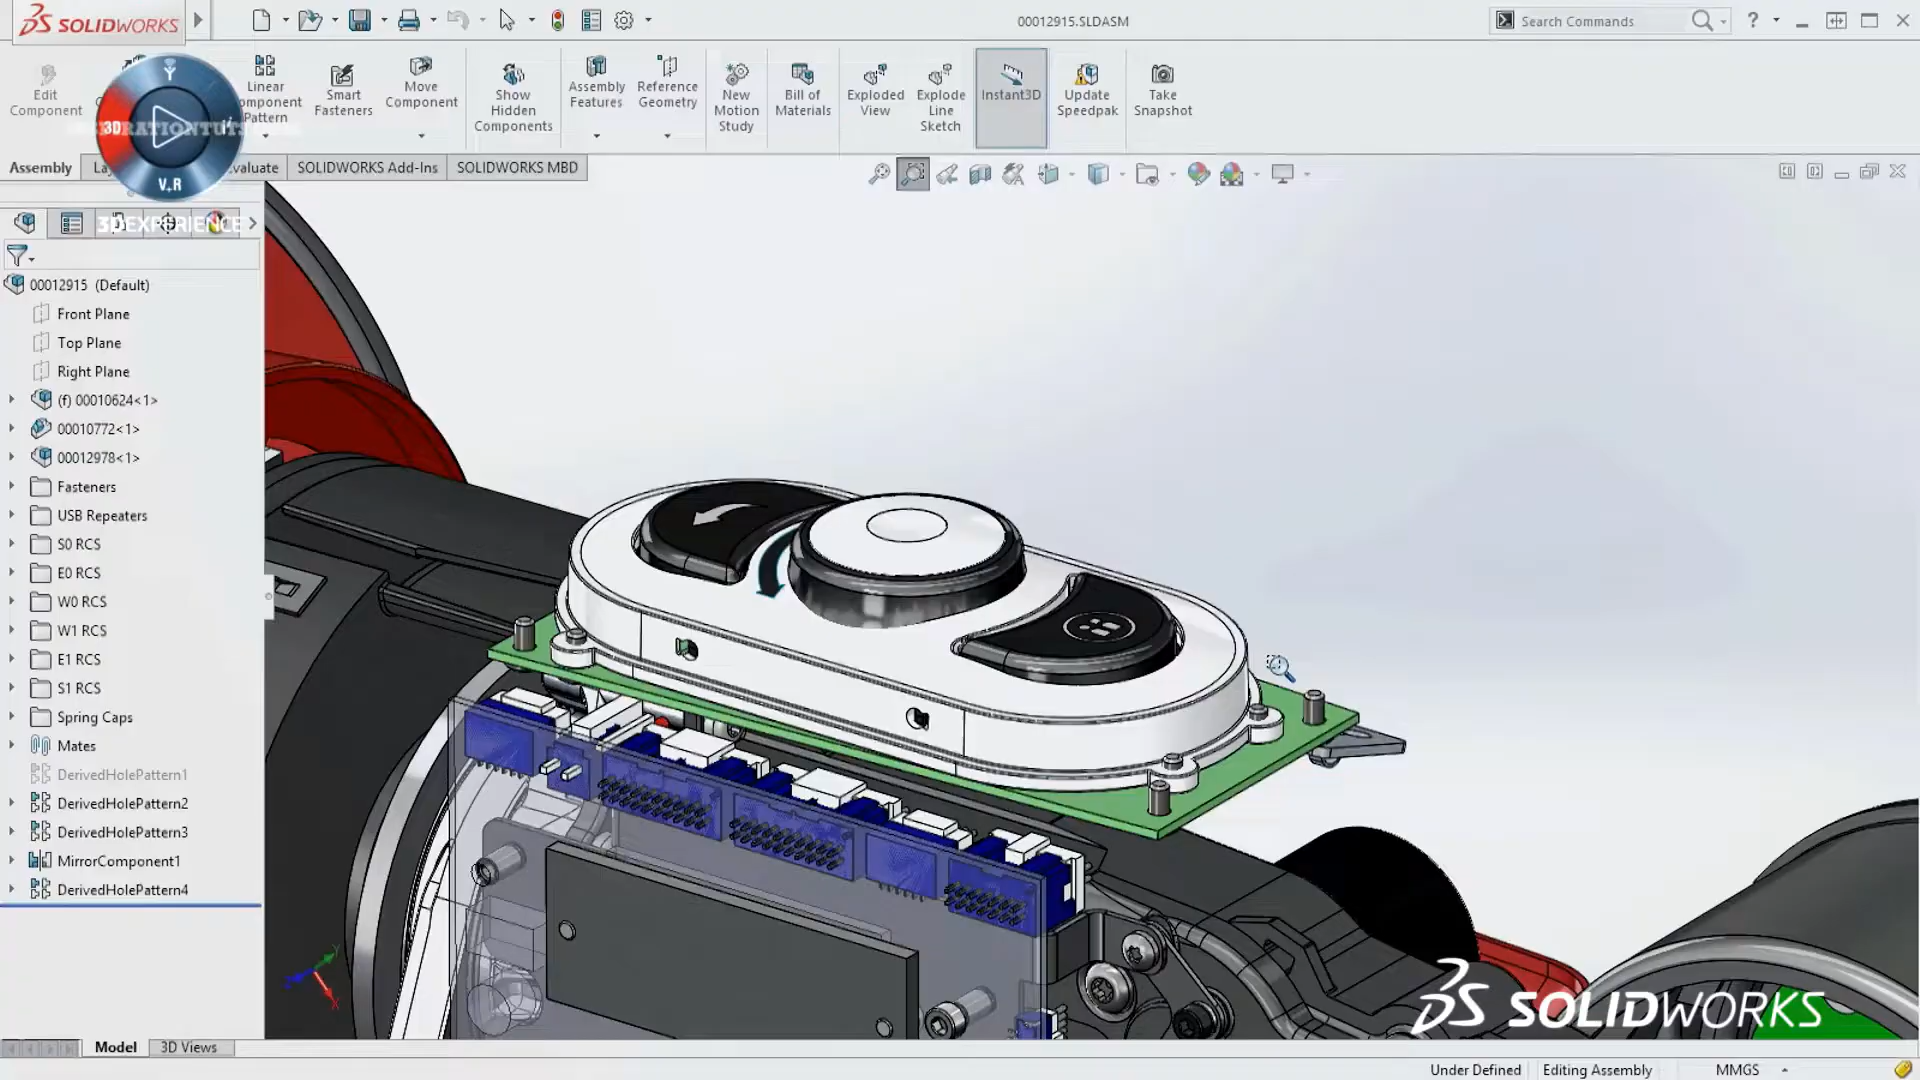 SOLIDWORKS
00012915.SLDASM
Search Commands
?
Edit
Component
Linear
Component
Pattern
Smart
Fasteners
Move
Component
Show
Hidden
Components
Assembly
Features
Reference
Geometry
New
Motion
Study
Bill of
Materials
Exploded
View
Explode
Line
Sketch
Instant3D
Update
Speedpak
Take
Snapshot
3D
V,R
Assembly
Evaluate
SOLIDWORKS Add-Ins
SOLIDWORKS MBD
3DEXPERIENCE
00012915 (Default)
Front Plane
Top Plane
Right Plane
(f) 00010624<1>
00010772<1>
00012978<1>
Fasteners
USB Repeaters
S0 RCS
E0 RCS
W0 RCS
W1 RCS
E1 RCS
S1 RCS
Spring Caps
Mates
DerivedHolePattern1
DerivedHolePattern2
DerivedHolePattern3
MirrorComponent1
DerivedHolePattern4
SOLIDWORKS
Model
3D Views
Under Defined
Editing Assembly
MMGS